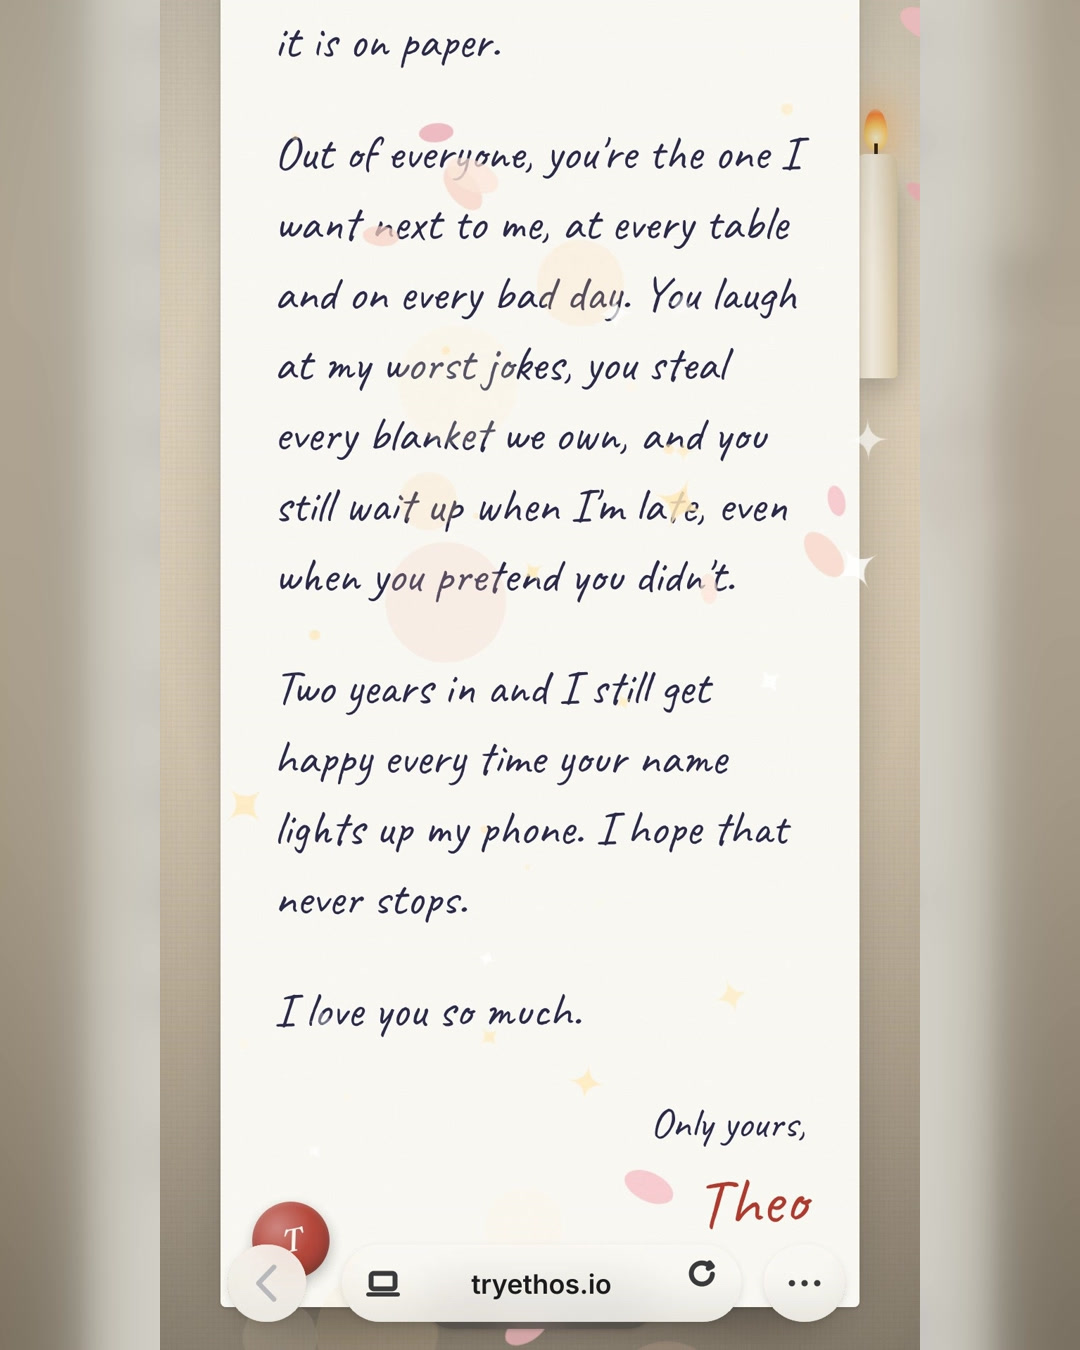 it is on paper.
Out of everyone, you're the one I
want next to me, at every table
and on every bad day. You laugh
at my worst jokes, you steal
every blanket we own, and you
still wait up when I'm late, even
when you pretend you didn't.
Two years in and I still get
happy every time your name
lights up my phone. I hope that
never stops.
I love you so much.
Only yours,
Theo
T
tryethos.io